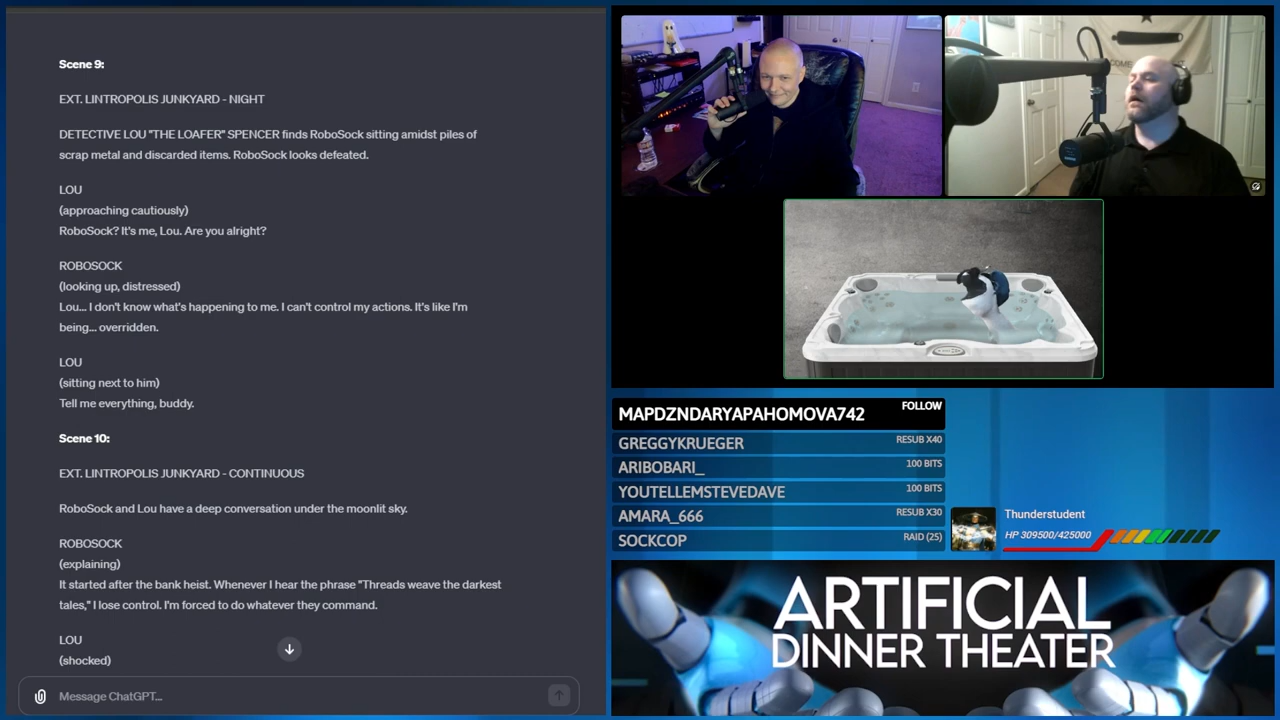 Scene 9:
EXT. LINTROPOLIS JUNKYARD - NIGHT
DETECTIVE LOU "THE LOAFER" SPENCER finds RoboSock sitting amidst piles of
scrap metal and discarded items. RoboSock looks defeated.
LOU
(approaching cautiously)
RoboSock? It's me, Lou. Are you alright?
ROBOSOCK
(looking up, distressed)
Lou... I don't know what's happening to me. I can't control my actions. It's like I'm
being... overridden.
LOU
(sitting next to him)
Tell me everything, buddy.
Scene 10:
EXT. LINTROPOLIS JUNKYARD - CONTINUOUS
RoboSock and Lou have a deep conversation under the moonlit sky.
ROBOSOCK
(explaining)
It started after the bank heist. Whenever I hear the phrase "Threads weave the darkest
tales," I lose control. I'm forced to do whatever they command.
LOU
(shocked)
Message ChatGPT...
MAPDZNDARYAPAHOMOVA742 FOLLOW
GREGGYKRUEGER RESUB X40
ARIBOBARI_ 100 BITS
YOUTELLEMSTEVEDAVE 100 BITS
AMARA_666 RESUB X30
SOCKCOP RAID (25)
Thunderstudent
HP 309500/425000
ARTIFICIAL
DINNER THEATER